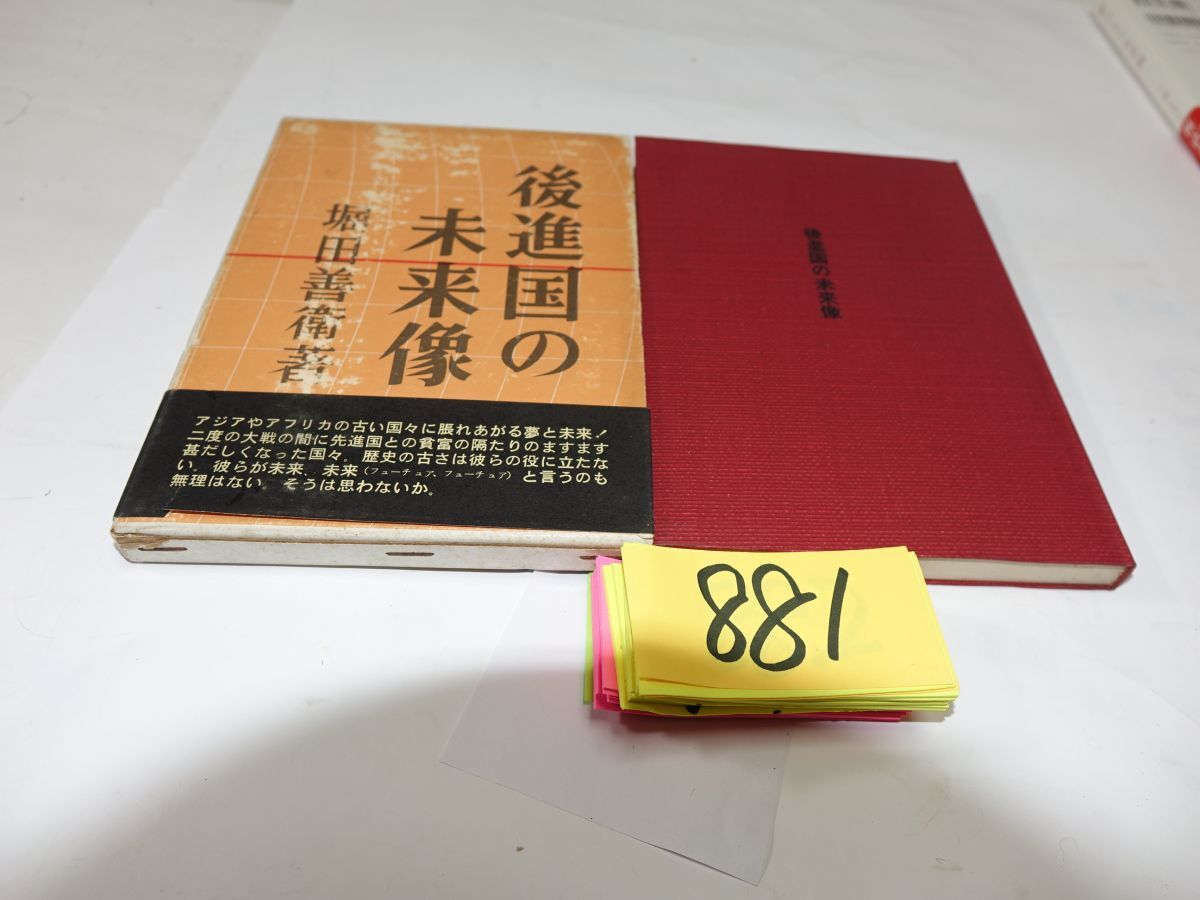 後進国の
未来像
堀田善衛著
アジアやアフリカの古い国々に脹れあがる夢と未来!
二度の大戦の間に先進国との貧富の隔たりのますます
甚だしくなった国々。歴史の古さは彼らの役に立たな
い。彼らが未来、未来(フューチュア、フューチュア)と言うのも
無理はない。そうは思わないか。
後進国の未来像
188